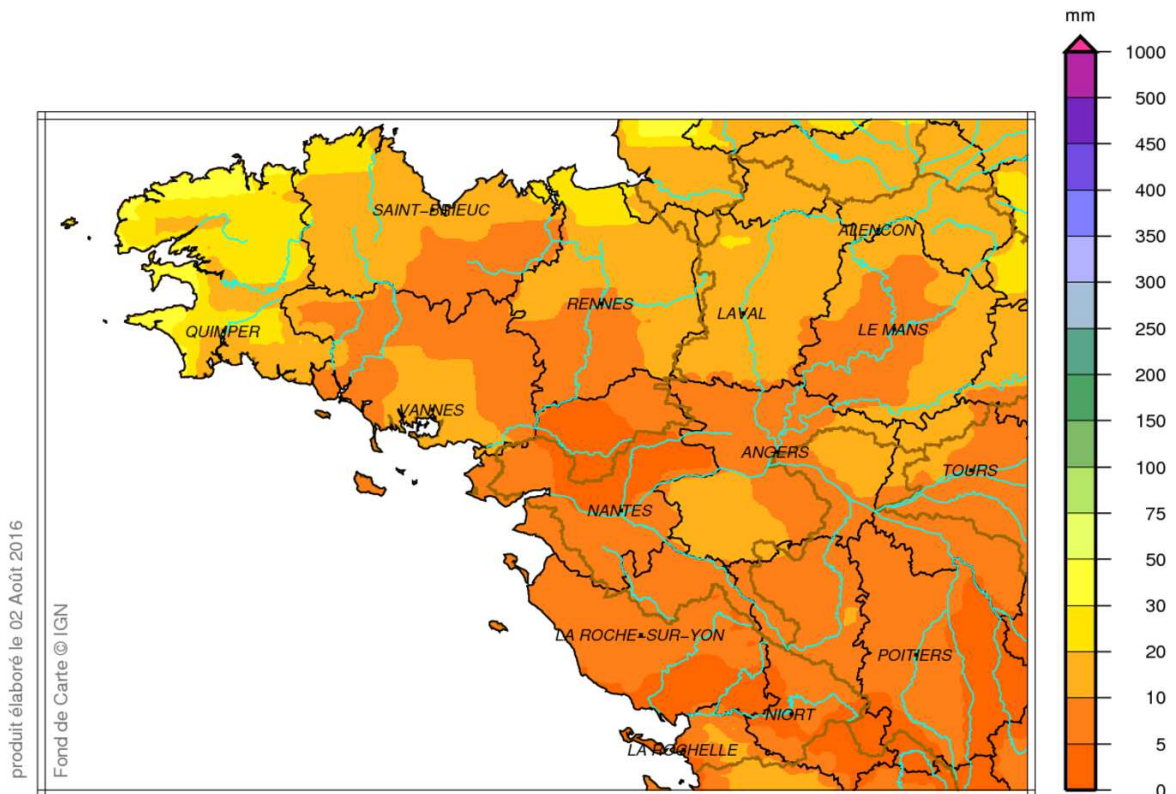 mm
1000
500
450
400
350
300
250
200
150
100
75
50
30
20
10
5
0
SAINT-BRIEUC
ALENCON
RENNES
LAVAL
QUIMPER
LE MANS
VANNES
ANGERS
TOURS
NANTES
LA ROCHE-SUR-YON
POITIERS
NIORT
LA ROCHELLE
produit élaboré le 02 Août 2016
Fond de Carte © IGN